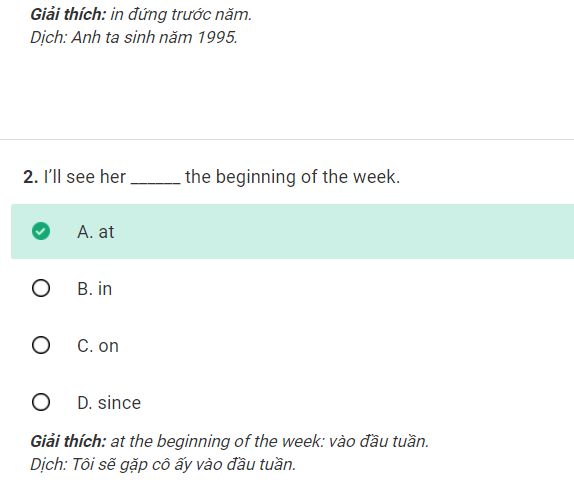 Giải thích: in đứng trước năm.
Dịch: Anh ta sinh năm 1995.
2. I’ll see her ______ the beginning of the week.
A. at
B. in
C. on
D. since
Giải thích: at the beginning of the week: vào đầu tuần.
Dịch: Tôi sẽ gặp cô ấy vào đầu tuần.